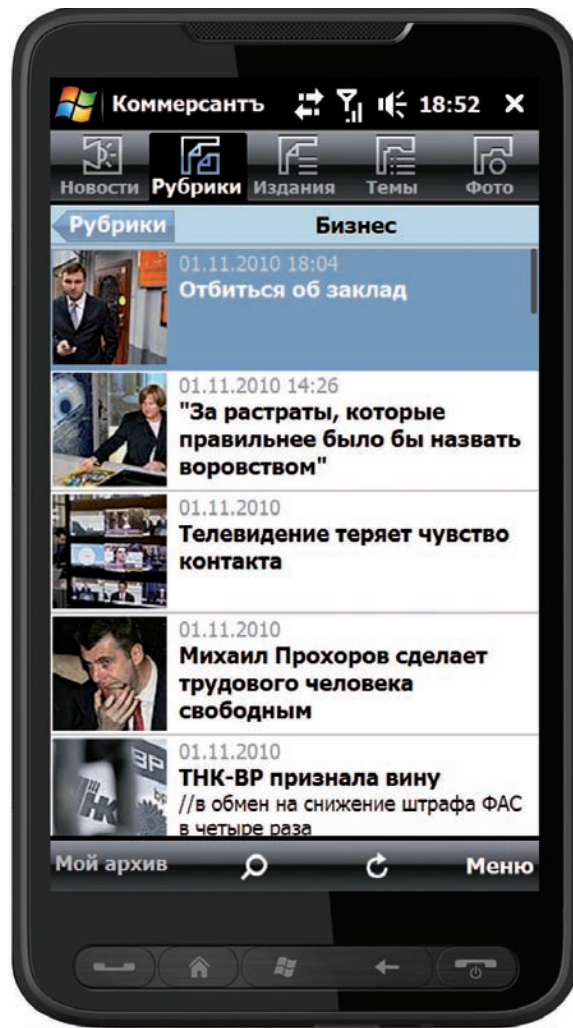 Коммерсантъ 18:52
Новости Рубрики Издания Темы Фото
Рубрики Бизнес
01.11.2010 18:04
Отбиться об заклад
01.11.2010 14:26
"За растраты, которые
правильнее было бы назвать
воровством"
01.11.2010
Телевидение теряет чувство
контакта
01.11.2010
Михаил Прохоров сделает
трудового человека
свободным
01.11.2010
ТНК-ВР признала вину
//в обмен на снижение штрафа ФАС
в четыре раза
BP
bp
ТНК
Мой архив Меню